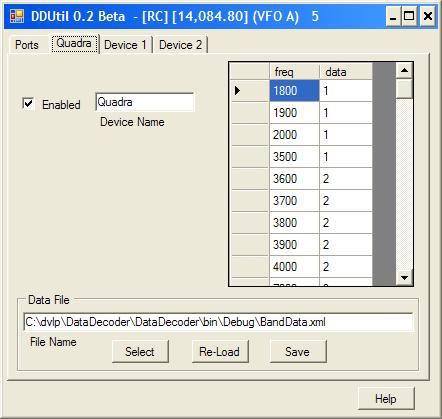 DDUtil 0.2 Beta - [RC] [14,084.80] (VFO A) 5
Ports Quadra Device 1 Device 2
Enabled Quadra
Device Name
freq data
1800 1
1900 1
2000 1
3500 1
3600 2
3700 2
3800 2
3900 2
4000 2
Data File
C:\dvlp\DataDecoder\DataDecoder\bin\Debug\BandData.xml
File Name
Select Re-Load Save
Help